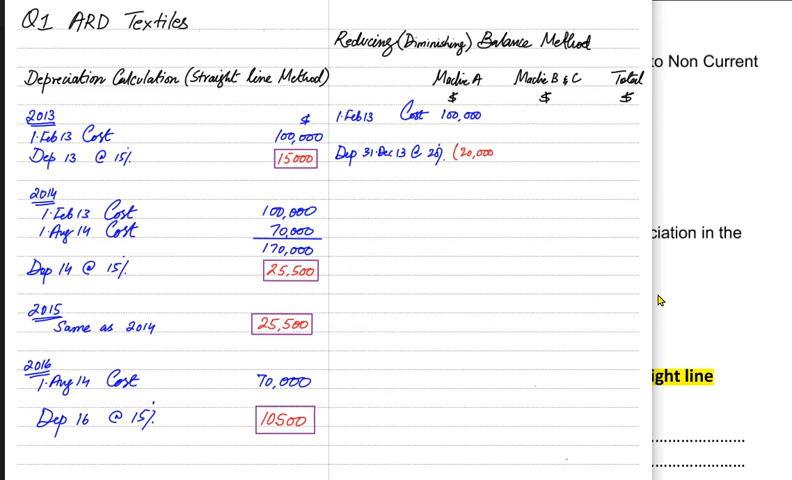 Q1 ARD Textiles
Depreciation Calculation (Straight line Method)
2013 $
1·Feb 13 Cost 100,000
Dep 13 @ 15% 15000
2014
1·Feb 13 Cost 100,000
1·Aug 14 Cost 70,000
170,000
Dep 14 @ 15% 25,500
2015
Same as 2014 25,500
2016
1·Aug 14 Cost 70,000
Dep 16 @ 15% 10500
Reducing (Diminishing) Balance Method
Machine A Machine B & C Total
$ $ $
1·Feb 13 Cost 100,000
Dep 31·Dec 13 @ 20% (20,000
to Non Current
ciation in the
ight line
........................
........................